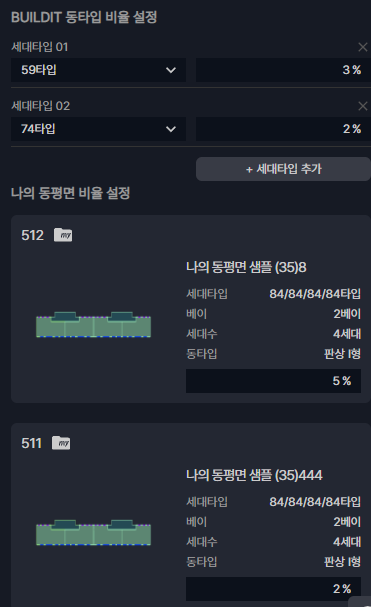 BUILDIT 동타입 비율 설정
세대타입 01
59타입 3 %
세대타입 02
74타입 2 %
+ 세대타입 추가
나의 동평면 비율 설정
512 my
나의 동평면 샘플 (35)8
세대타입 84/84/84/84타입
베이 2베이
세대수 4세대
동타입 판상 I형
5 %
511 my
나의 동평면 샘플 (35)444
세대타입 84/84/84/84타입
베이 2베이
세대수 4세대
동타입 판상 I형
2 %